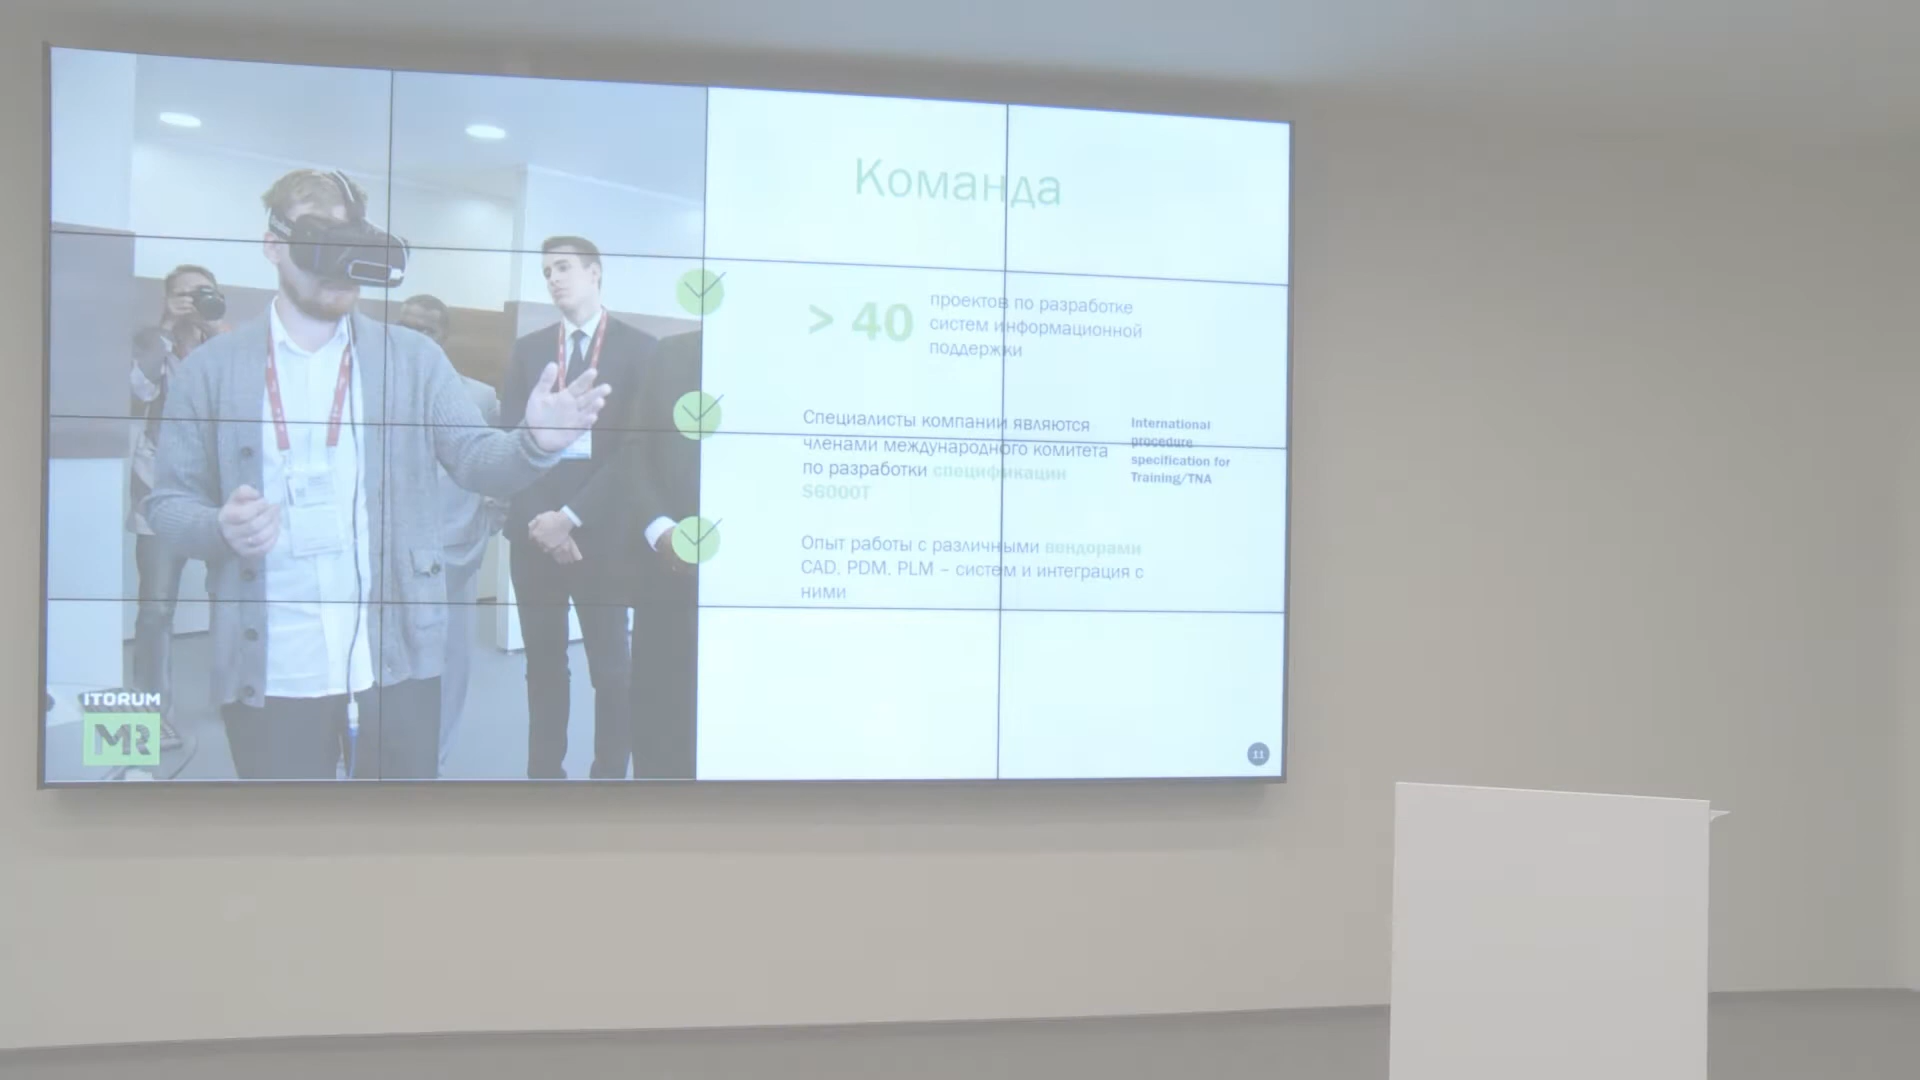 Команда
> 40
проектов по разработке
систем информационной
поддержки
Специалисты компании являются
членами международного комитета
по разработки спецификации
S6000T
International
procedure
specification for
Training/TNA
Опыт работы с различными вендорами
CAD, PDM, PLM – систем и интеграция с
ними
ITORUM
MR
11